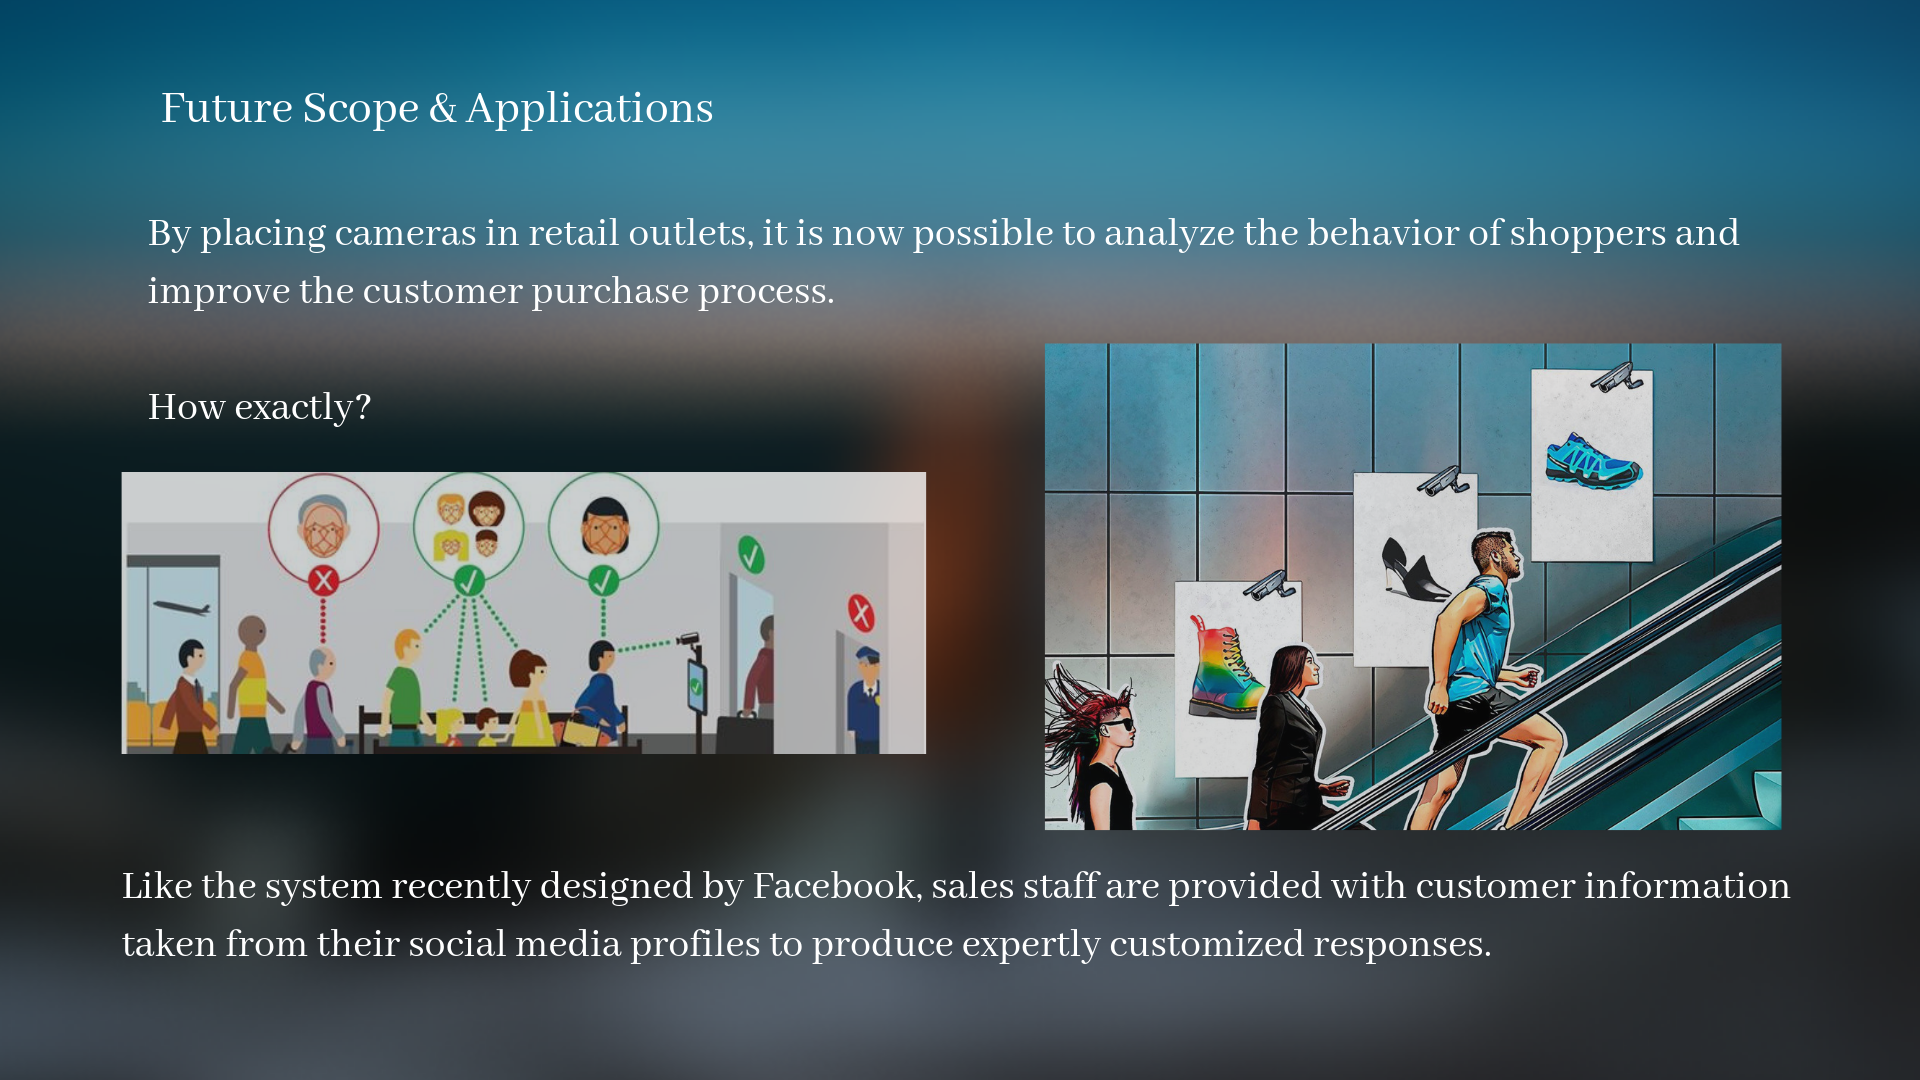 Future Scope & Applications
By placing cameras in retail outlets, it is now possible to analyze the behavior of shoppers and
improve the customer purchase process.
How exactly?
Like the system recently designed by Facebook, sales staff are provided with customer information
taken from their social media profiles to produce expertly customized responses.